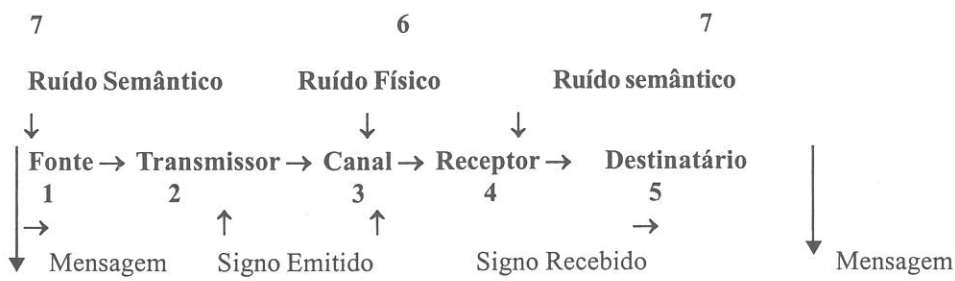 7 6 7
Ruído Semântico Ruído Físico Ruído semântico
↓ ↓ ↓
Fonte → Transmissor → Canal → Receptor → Destinatário
1 2 3 4 5
→ ↑ ↑ →
Mensagem Signo Emitido Signo Recebido Mensagem